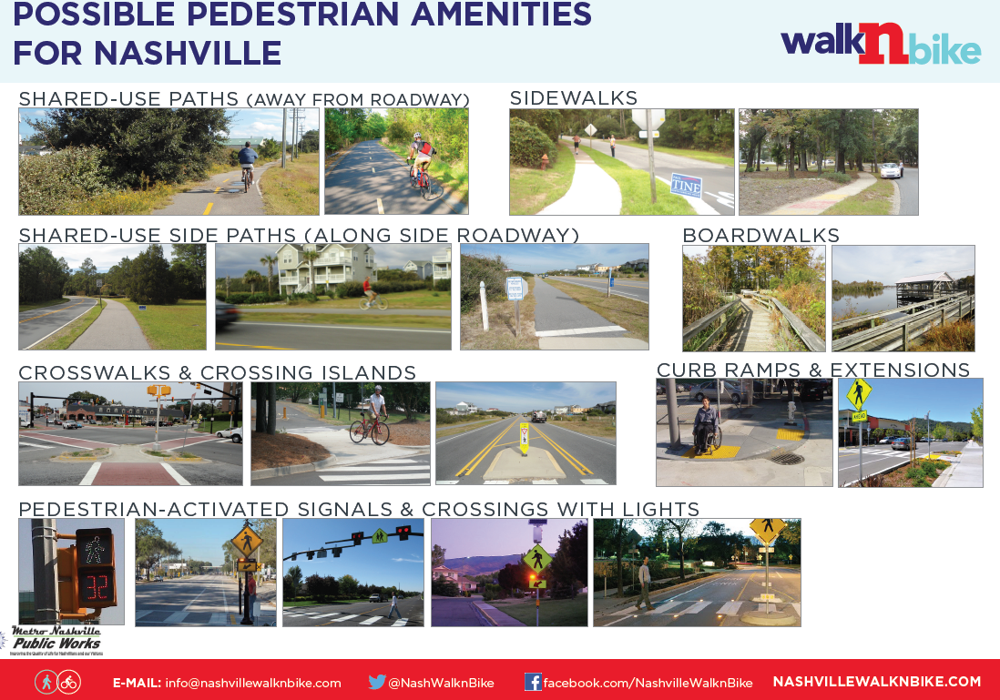 POSSIBLE PEDESTRIAN AMENITIES
FOR NASHVILLE
walk n bike
SHARED-USE PATHS (AWAY FROM ROADWAY)
SIDEWALKS
TINE
SHARED-USE SIDE PATHS (ALONG SIDE ROADWAY)
BOARDWALKS
CROSSWALKS & CROSSING ISLANDS
CURB RAMPS & EXTENSIONS
AHEAD
PEDESTRIAN-ACTIVATED SIGNALS & CROSSINGS WITH LIGHTS
32
Metro Nashville
Public Works
Improving the Quality of Life for Nashvillians and our Visitors
E-MAIL: info@nashvillewalknbike.com
@NashWalknBike
facebook.com/NashvilleWalknBike
NASHVILLEWALKNBIKE.COM